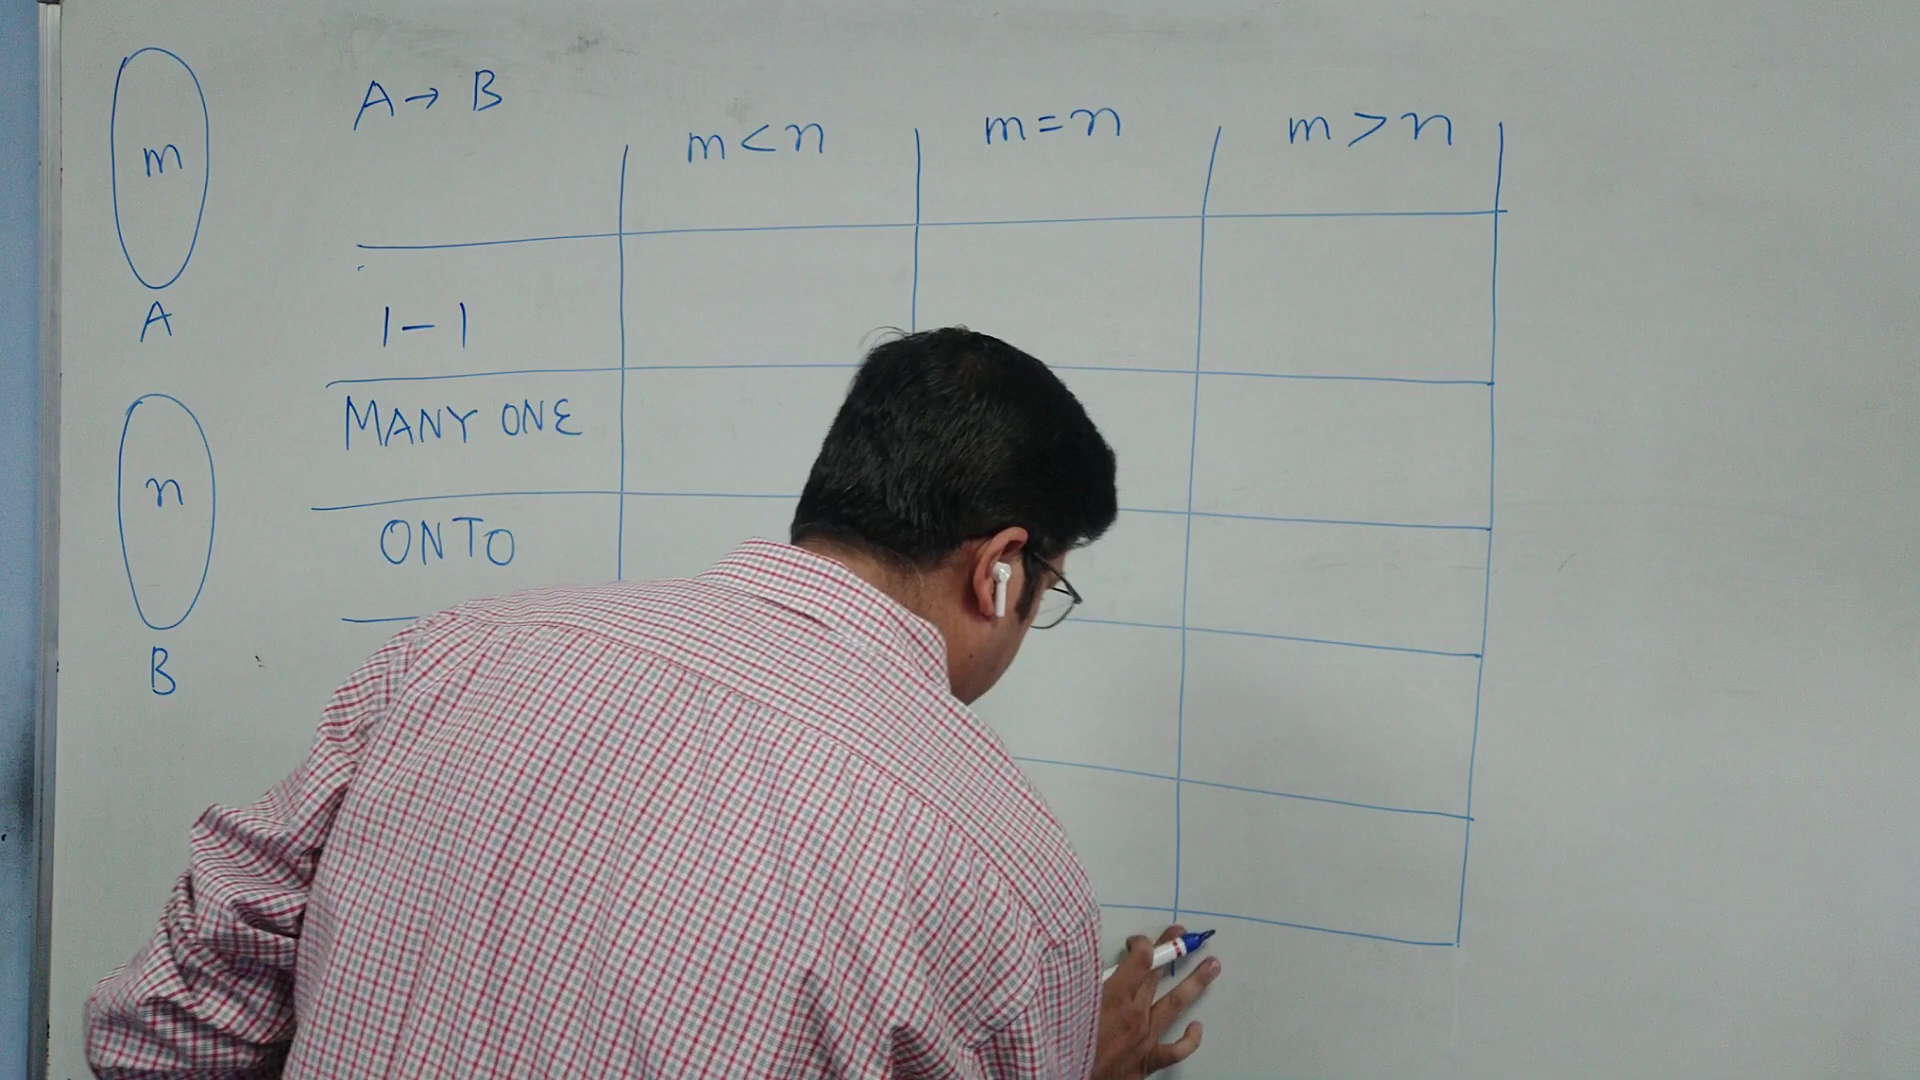 m
A
n
B
A → B
m < n
m = n
m > n
1 - 1
MANY ONE
ONTO